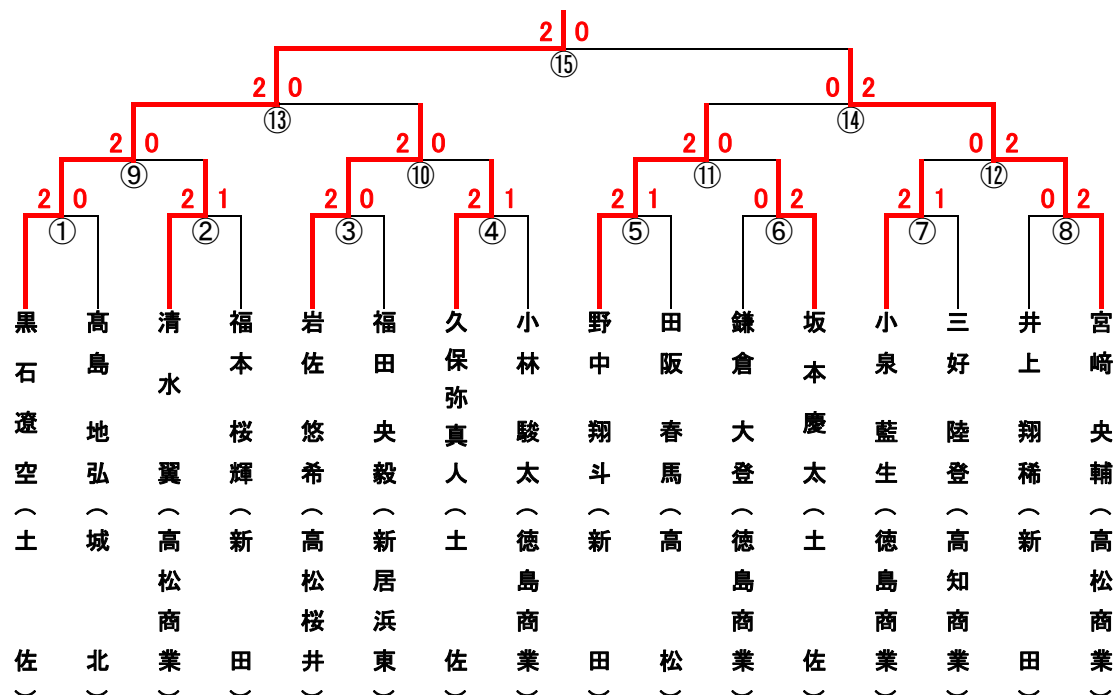 2 0
⑮
2 0
0 2
⑬
⑭
2 0
2 0
2 0
0 2
⑨
⑩
⑪
⑫
2 0
2 1
2 0
2 1
2 1
0 2
2 1
0 2
①
②
③
④
⑤
⑥
⑦
⑧
黒石遼空(土佐)
髙島地弘(城北)
清水翼(高松商業)
福本桜輝(新田)
岩佐悠希(高松桜井)
福田央毅(新居浜東)
久保弥真人(土佐)
小林駿太(徳島商業)
野中翔斗(新田)
田阪春馬(高松)
鎌倉大登(徳島商業)
坂本慶太(土佐)
小泉藍生(徳島商業)
三好陸登(高知商業)
井上翔稀(新田)
宮﨑央輔(高松商業)